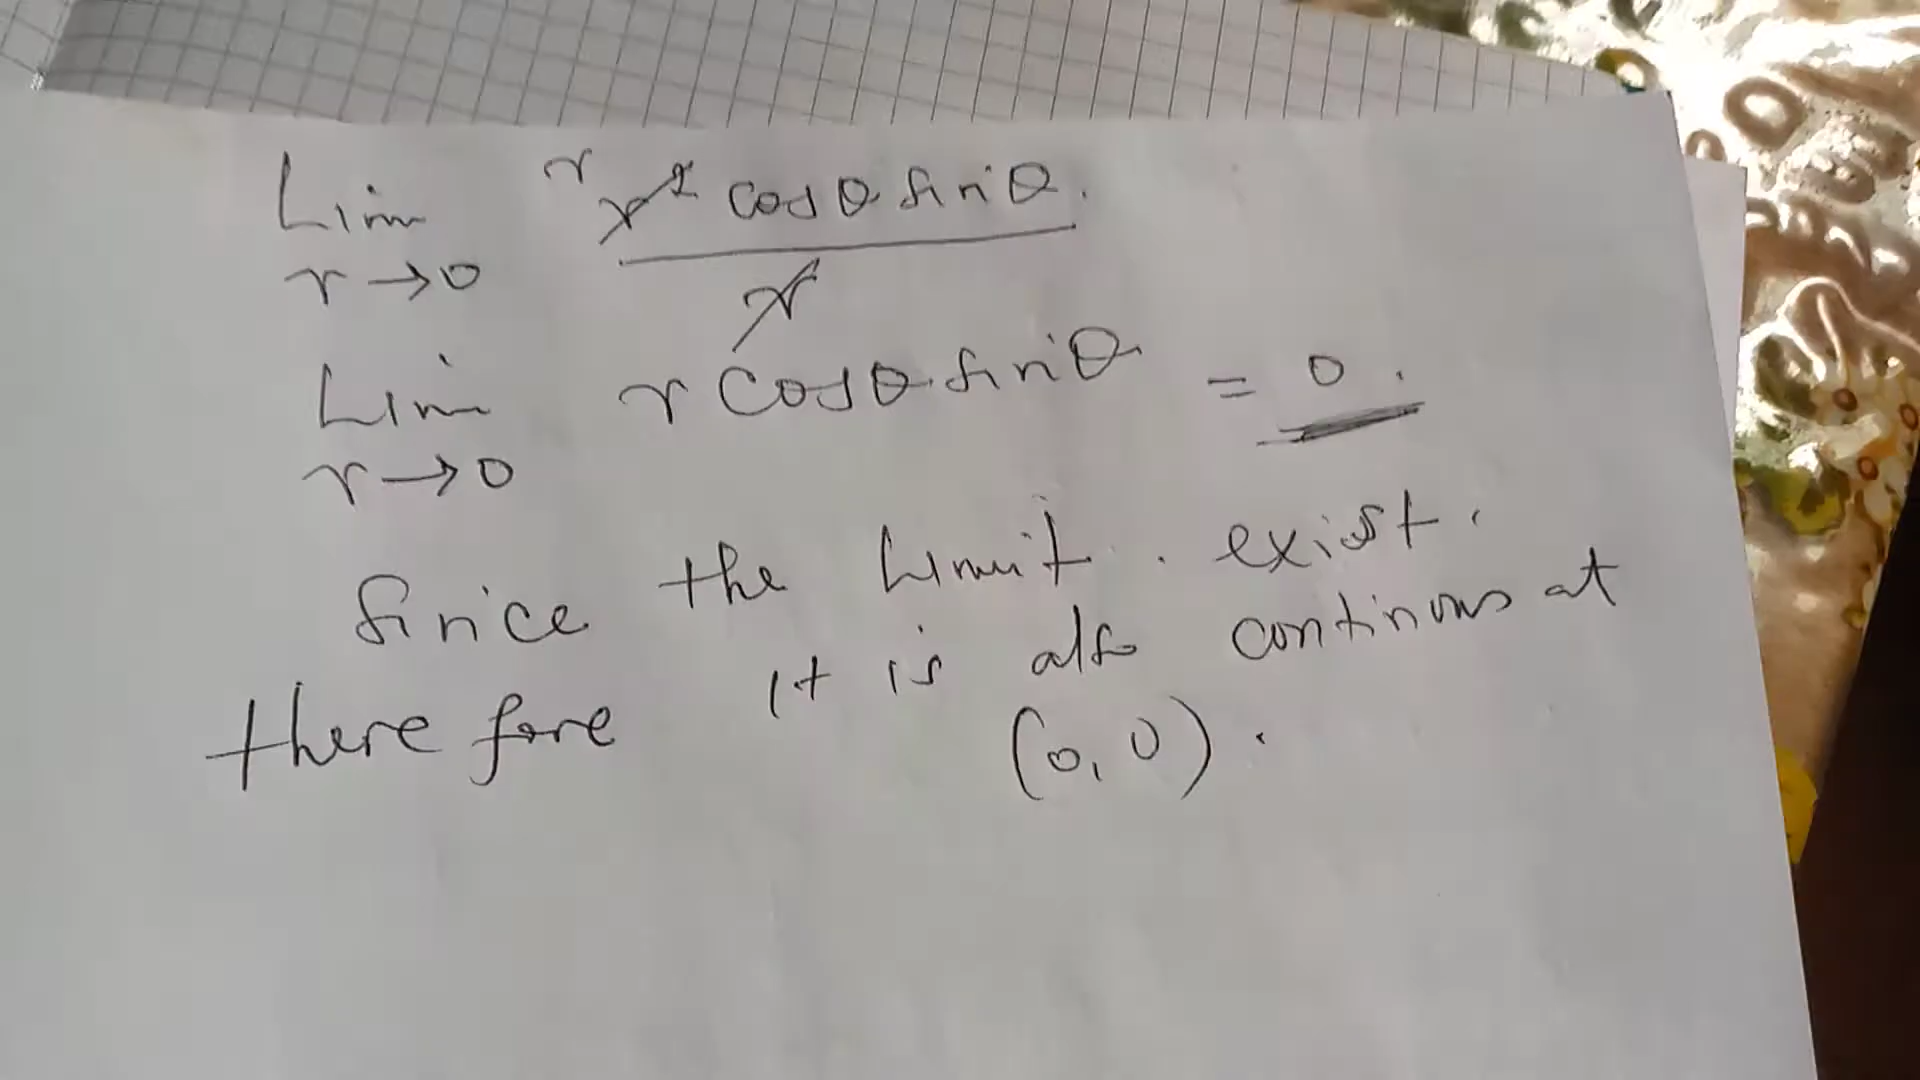 Lim r r² cosθ sinθ.
r→0 r
Lim r cosθ. sinθ = 0.
r→0
Since the limit. exist.
therefore it is also continous at
(0,0).